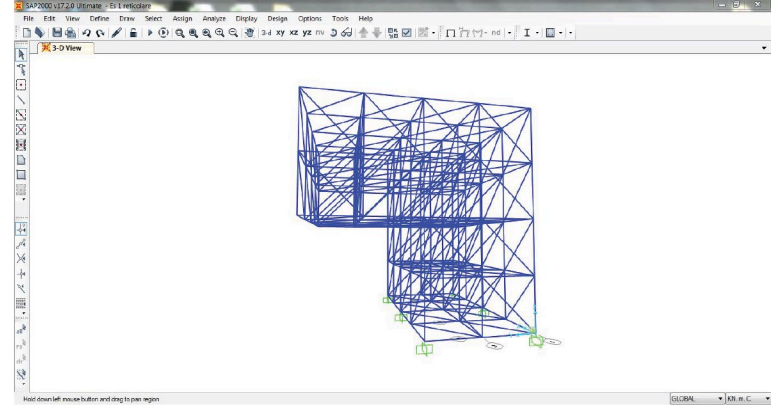 SAP2000 v17.2.0 Ultimate - Es 1 reticolare
File Edit View Define Draw Select Assign Analyze Display Design Options Tools Help
3-d xy xz yz nv nd
3-D View
Hold down left mouse button and drag to pan region
GLOBAL KN, m, C